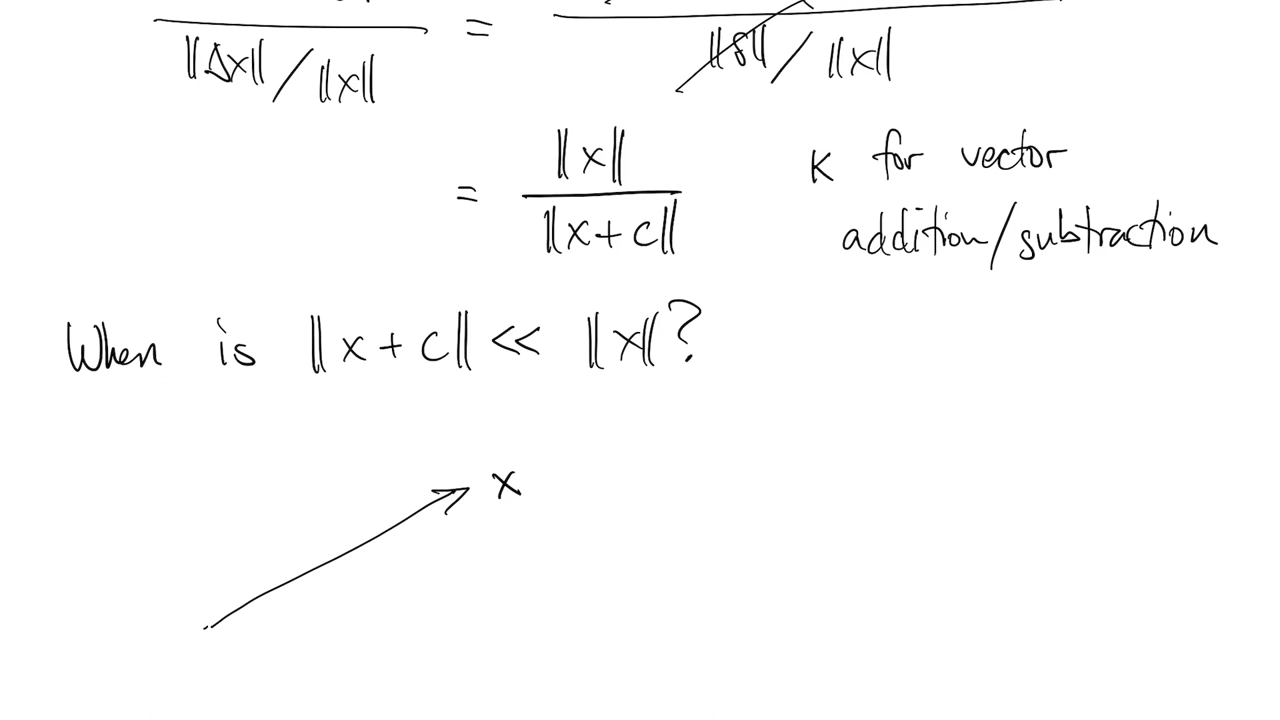 ‖Δx‖ / ‖x‖ = ‖δ‖ / ‖x‖
= ‖x‖ / ‖x + c‖ κ for vector
addition/subtraction
When is ‖x + c‖ << ‖x‖?
x